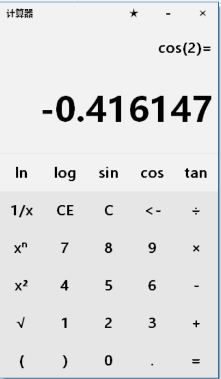 计算器 ★ - ×
cos(2)=
-0.416147
ln log sin cos tan
1/x CE C <- ÷
xⁿ 7 8 9 ×
x² 4 5 6 -
√ 1 2 3 +
( ) 0 . =